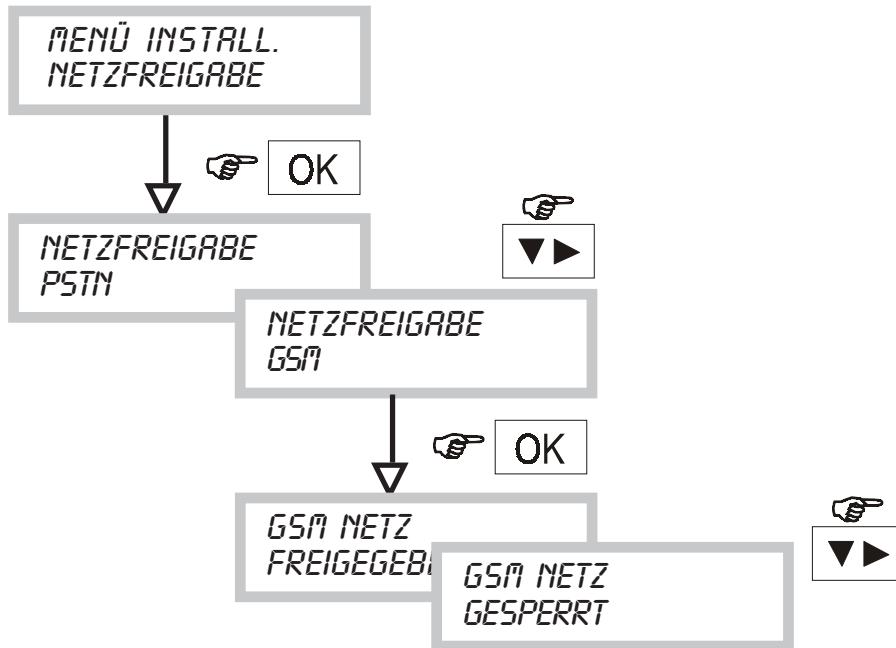 MENÜ INSTALL.
NETZFREIGABE
OK
NETZFREIGABE
PSTN
NETZFREIGABE
GSM
OK
GSM NETZ
GSM NETZ
GESPERRT